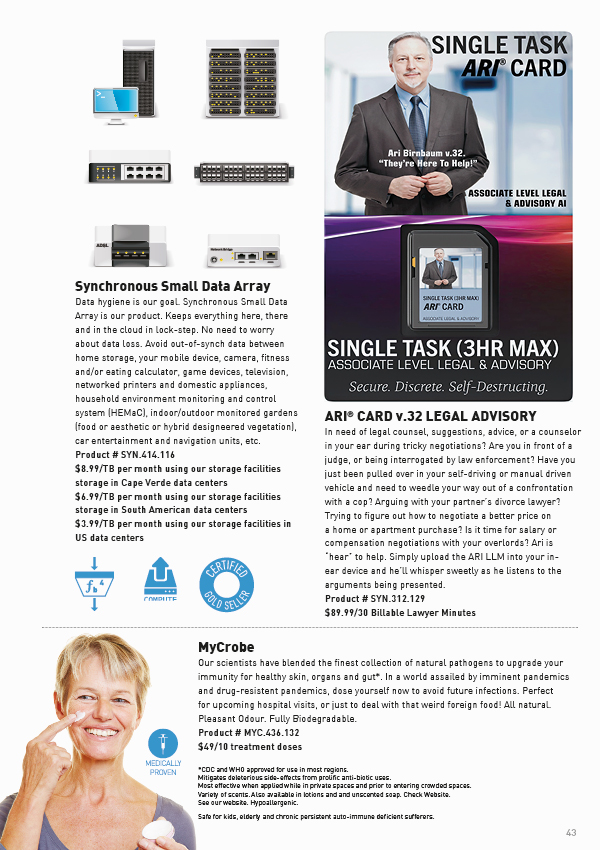 ADSL
Network Bridge
Synchronous Small Data Array
Data hygiene is our goal. Synchronous Small Data
Array is our product. Keeps everything here, there
and in the cloud in lock-step. No need to worry
about data loss. Avoid out-of-synch data between
home storage, your mobile device, camera, fitness
and/or eating calculator, game devices, television,
networked printers and domestic appliances,
household environment monitoring and control
system (HEMaC), indoor/outdoor monitored gardens
(food or aesthetic or hybrid designeered vegetation),
car entertainment and navigation units, etc.
Product # SYN.414.116
$8.99/TB per month using our storage facilities
storage in Cape Verde data centers
$6.99/TB per month using our storage facilities
storage in South American data centers
$3.99/TB per month using our storage facilities in
US data centers
COMPUTE
CERTIFIED
GOLD SELLER
SINGLE TASK
ARI® CARD
Ari Birnbaum v.32.
“They're Here To Help!”
ASSOCIATE LEVEL LEGAL
& ADVISORY AI
SINGLE TASK (3HR MAX)
ARI® CARD
ASSOCIATE LEGAL & ADVISORY
SINGLE TASK (3HR MAX)
ASSOCIATE LEVEL LEGAL & ADVISORY
Secure. Discrete. Self-Destructing.
ARI® CARD v.32 LEGAL ADVISORY
In need of legal counsel, suggestions, advice, or a counselor
in your ear during tricky negotiations? Are you in front of a
judge, or being interrogated by law enforcement? Have you
just been pulled over in your self-driving or manual driven
vehicle and need to weedle your way out of a confrontation
with a cop? Arguing with your partner's divorce lawyer?
Trying to figure out how to negotiate a better price on
a home or apartment purchase? Is it time for salary or
compensation negotiations with your overlords? Ari is
"hear" to help. Simply upload the ARI LLM into your in-
ear device and he'll whisper sweetly as he listens to the
arguments being presented.
Product # SYN.312.129
$89.99/30 Billable Lawyer Minutes
MEDICALLY
PROVEN
MyCrobe
Our scientists have blended the finest collection of natural pathogens to upgrade your
immunity for healthy skin, organs and gut*. In a world assailed by imminent pandemics
and drug-resistent pandemics, dose yourself now to avoid future infections. Perfect
for upcoming hospital visits, or just to deal with that weird foreign food! All natural.
Pleasant Odour. Fully Biodegradable.
Product # MYC.436.132
$49/10 treatment doses
*CDC and WHO approved for use in most regions.
Mitigates deleterious side-effects from prolific anti-biotic uses.
Most effective when applied while in private spaces and prior to entering crowded spaces.
Variety of scents. Also available in lotions and and unscented soap. Check Website.
See our website. Hypoallergenic.
Safe for kids, elderly and chronic persistent auto-immune deficient sufferers.
43